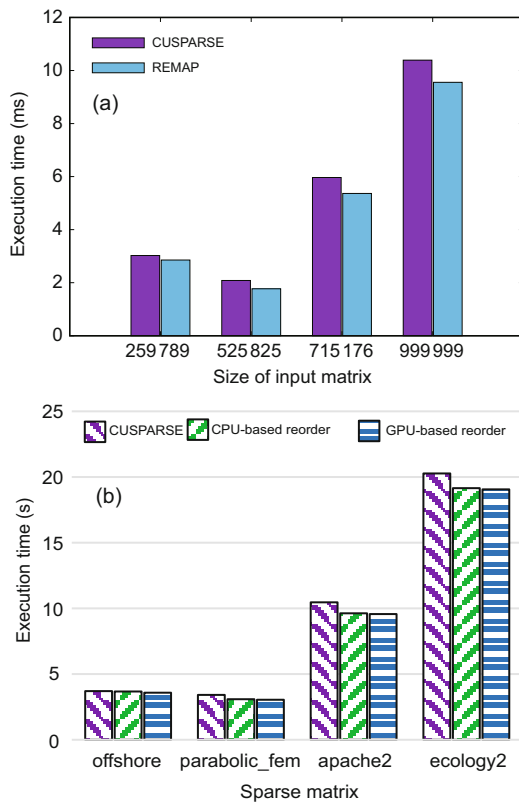 12
CUSPARSE
REMAP
10
(a)
8
6
4
2
0
Execution time (ms)
259 789 525 825 715 176 999 999
Size of input matrix
25
CUSPARSE CPU-based reorder GPU-based reorder
20
(b)
15
10
5
0
Execution time (s)
offshore parabolic_fem apache2 ecology2
Sparse matrix